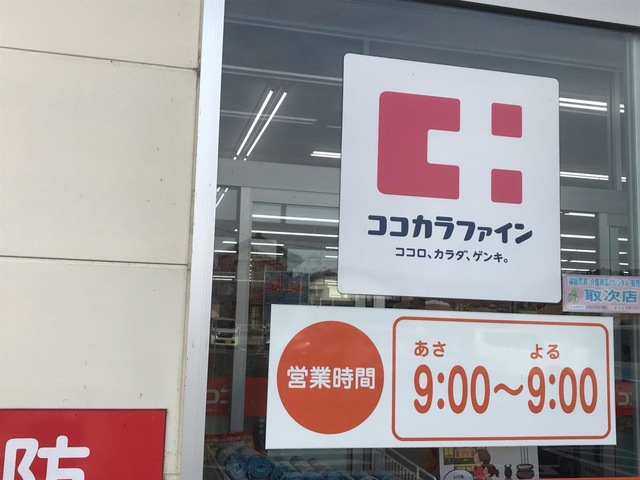 ココカラファイン
ココロ、カラダ、ゲンキ。
取次店
営業時間
あさ よる
9:00〜9:00
防